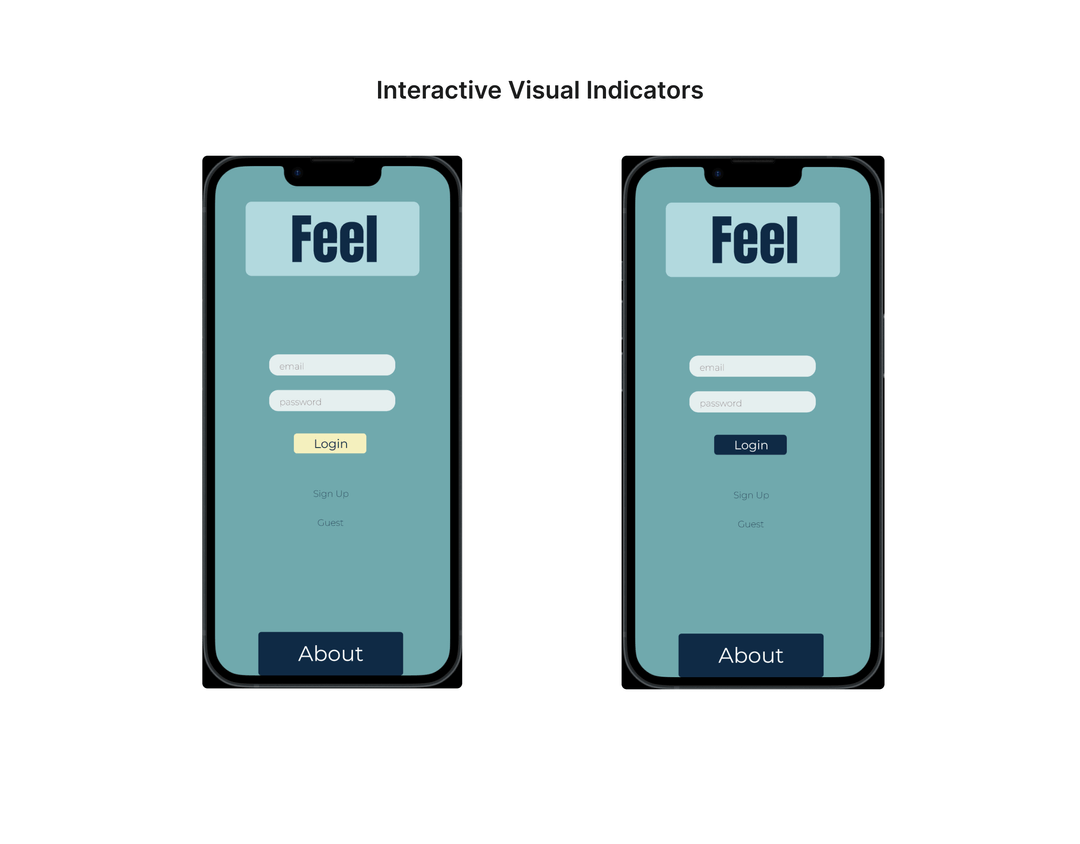 Interactive Visual Indicators
Feel
email
password
Login
Sign Up
Guest
About
Feel
email
password
Login
Sign Up
Guest
About